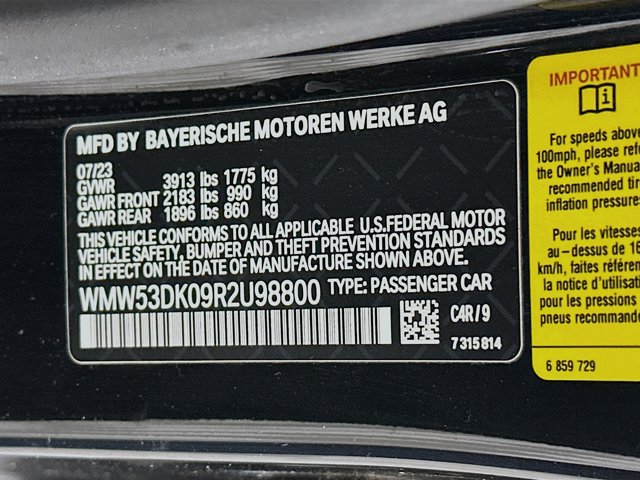 MFD BY BAYERISCHE MOTOREN WERKE AG
07/23
GVWR 3913 lbs 1775 kg
GAWR FRONT 2183 lbs 990 kg
GAWR REAR 1896 lbs 860 kg
THIS VEHICLE CONFORMS TO ALL APPLICABLE U.S.FEDERAL MOTOR
VEHICLE SAFETY, BUMPER AND THEFT PREVENTION STANDARDS
IN EFFECT ON THE DATE OF MANUFACTURE SHOWN ABOVE.
WMW53DK09R2U98800 TYPE: PASSENGER CAR
C4R/9
7315814
IMPORTANT
For speeds above
100mph, please refe
the Owner's Manua
recommended tir
inflation pressures
Pour les vitesses
au-dessus de 16
km/h, faites référe
la notice d'utilisati
pour les pressions
pneus recommandé
6 859 729